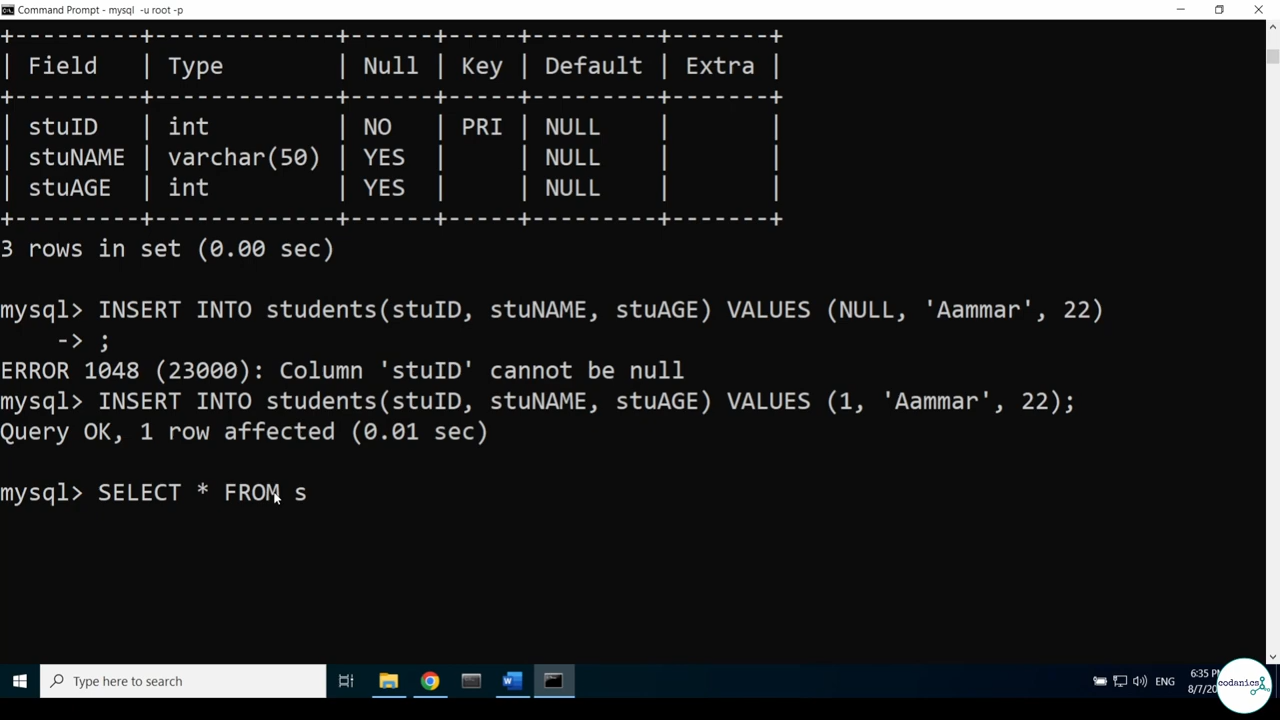 Command Prompt - mysql -u root -p
+---------+-------------+------+-----+---------+-------+
| Field   | Type        | Null | Key | Default | Extra |
+---------+-------------+------+-----+---------+-------+
| stuID   | int         | NO   | PRI | NULL    |       |
| stuNAME | varchar(50) | YES  |     | NULL    |       |
| stuAGE  | int         | YES  |     | NULL    |       |
+---------+-------------+------+-----+---------+-------+
3 rows in set (0.00 sec)
mysql> INSERT INTO students(stuID, stuNAME, stuAGE) VALUES (NULL, 'Aammar', 22)
    -> ;
ERROR 1048 (23000): Column 'stuID' cannot be null
mysql> INSERT INTO students(stuID, stuNAME, stuAGE) VALUES (1, 'Aammar', 22);
Query OK, 1 row affected (0.01 sec)
mysql> SELECT * FROM s
Type here to search
ENG
6:35
codanics